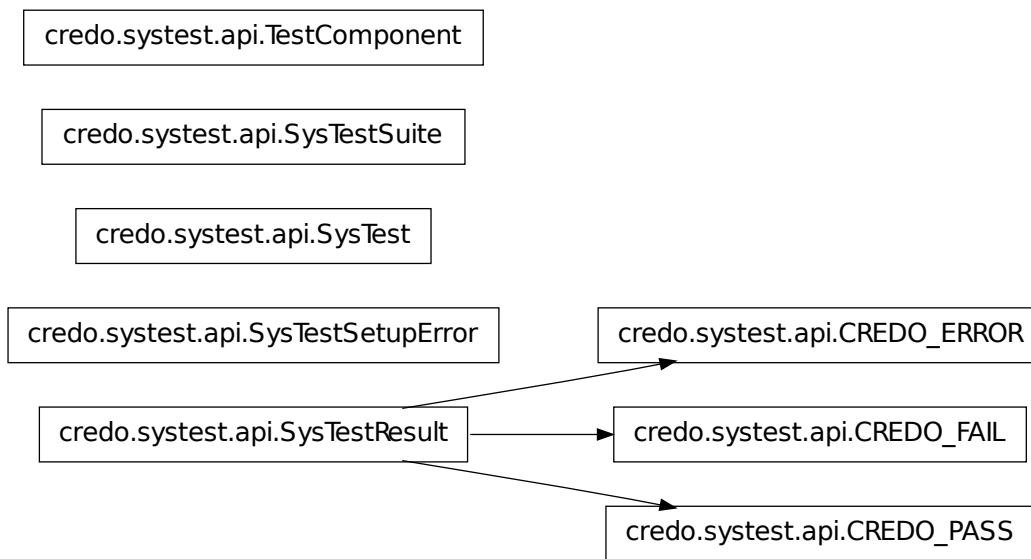 credo.systest.api.TestComponent
credo.systest.api.SysTestSuite
credo.systest.api.SysTest
credo.systest.api.SysTestSetupError
credo.systest.api.CREDO_ERROR
credo.systest.api.SysTestResult
credo.systest.api.CREDO_FAIL
credo.systest.api.CREDO_PASS